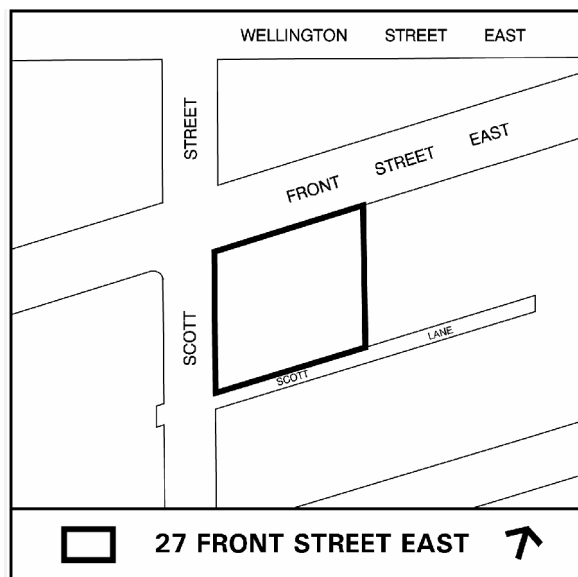 WELLINGTON STREET EAST
FRONT STREET EAST
SCOTT STREET
SCOTT LANE
27 FRONT STREET EAST